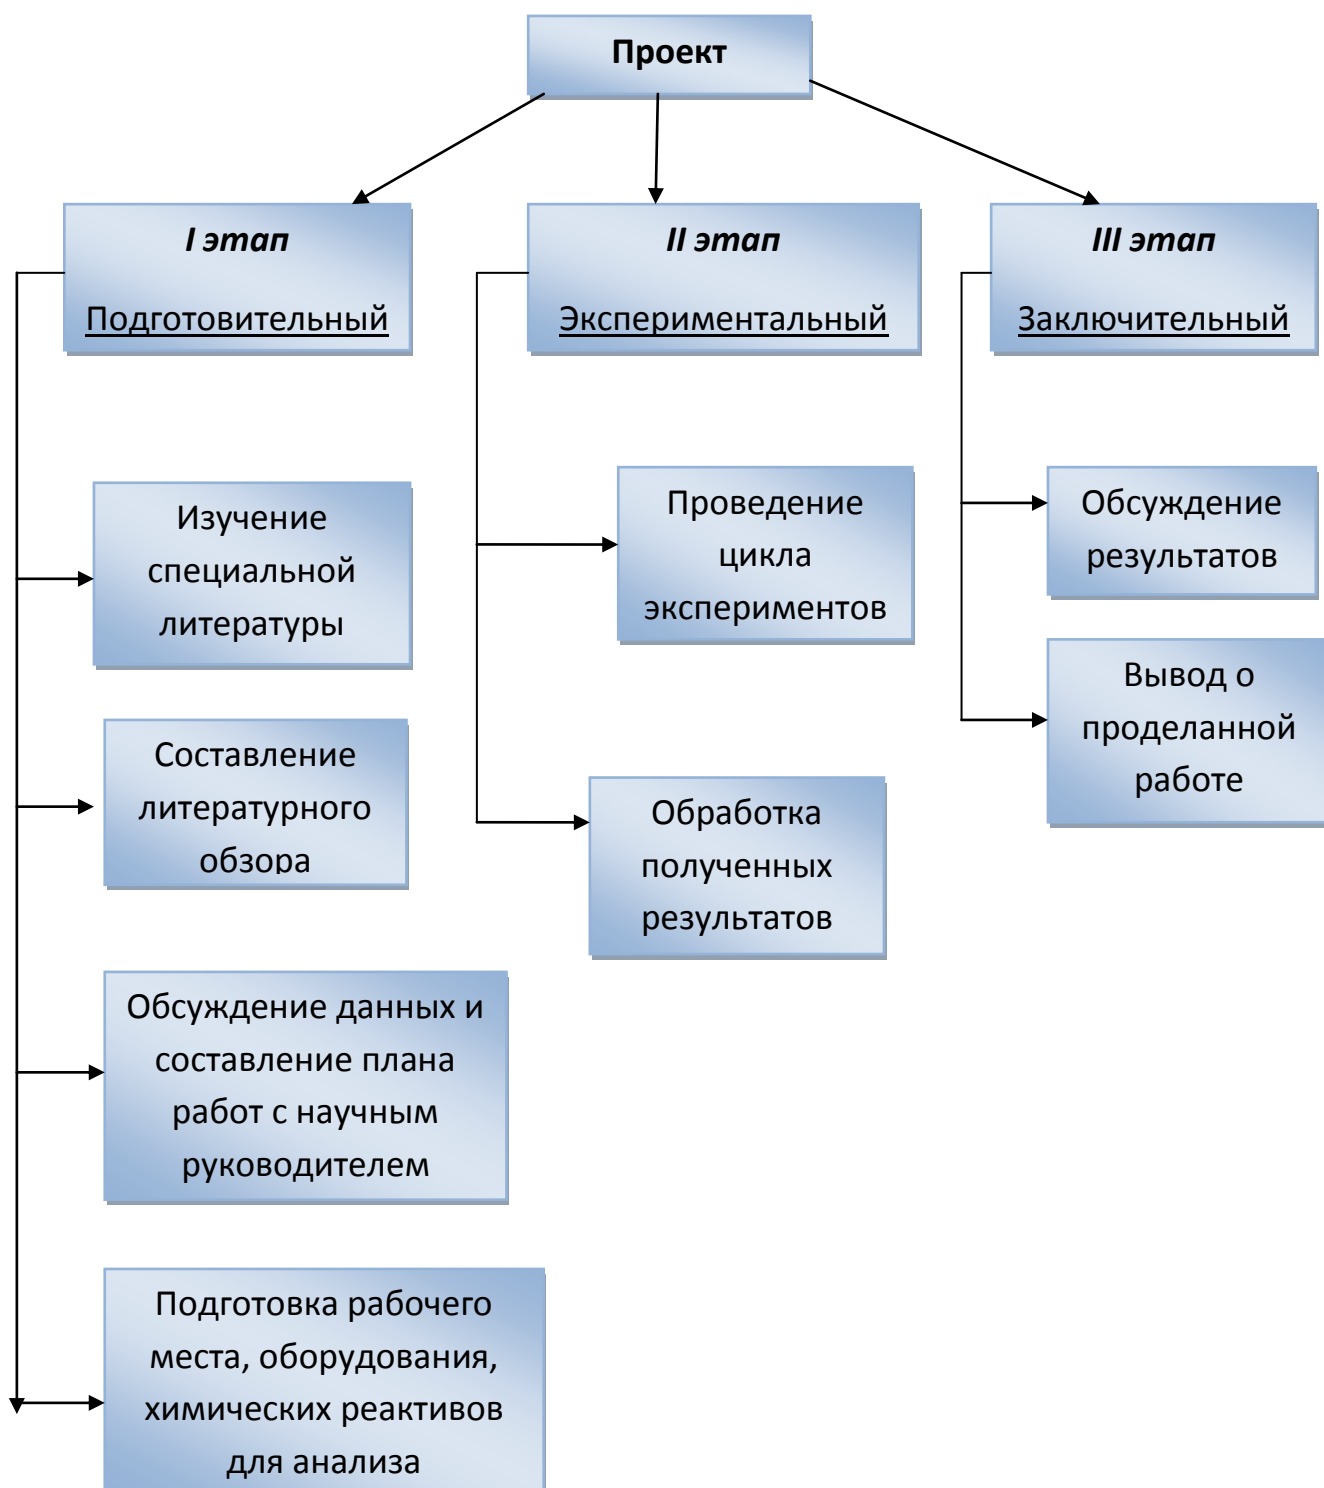 Проект
I этап
Подготовительный
Изучение
специальной
литературы
Составление
литературного
обзора
Обсуждение данных и
составление плана
работ с научным
руководителем
Подготовка рабочего
места, оборудования,
химических реактивов
для анализа
II этап
Экспериментальный
Проведение
цикла
экспериментов
Обработка
полученных
результатов
III этап
Заключительный
Обсуждение
результатов
Вывод о
проделанной
работе